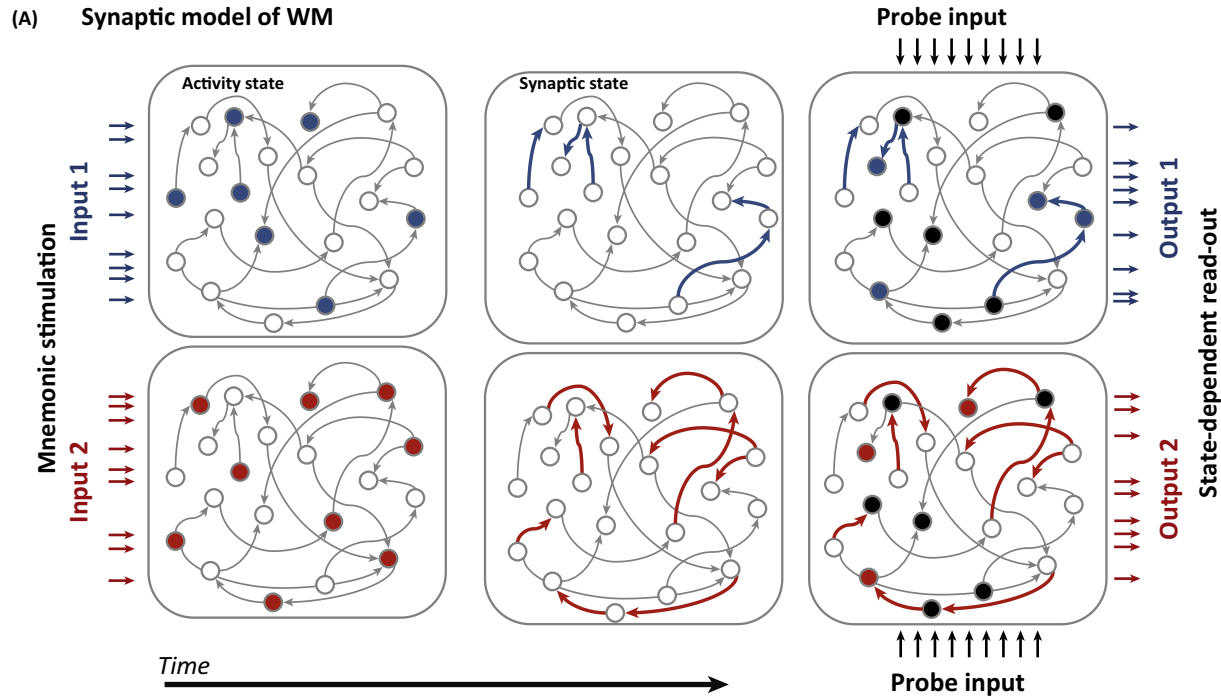 (A) Synaptic model of WM
Probe input
Activity state
Synaptic state
Mnemonic stimulation
Input 1
Output 1
State-dependent read-out
Input 2
Output 2
Time
Probe input